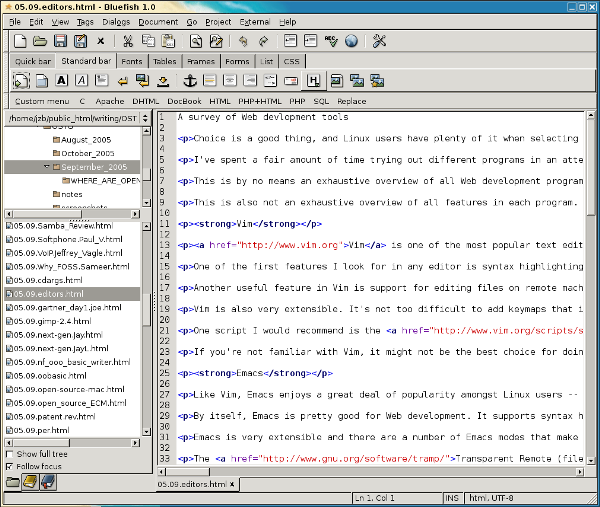 05.09.editors.html - Bluefish 1.0
File Edit View Tags Dialogs Document Go Project External Help
Quick bar Standard bar Fonts Tables Frames Forms List CSS
Custom menu C Apache DHTML DocBook HTML PHP+HTML PHP SQL Replace
/home/jzb/public_html/writing/OST
August_2005
October_2005
September_2005
WHERE_ARE_OPEN
notes
screenshots
05.09.Samba_Review.html
05.09.Softphone.Paul_V.html
05.09.VoIP.Jeffrey_Vagle.html
05.09.Why_FOSS.Sameer.html
05.09.cdargs.html
05.09.editors.html
05.09.gartner_day1.joe.html
05.09.gimp-2.4.html
05.09.next-gen.Jay.html
05.09.next-gen.JayL.html
05.09.nf_ooo_basic_writer.html
05.09.oobasic.html
05.09.open-source-mac.html
05.09.open-source_ECM.html
05.09.patent.rev.html
05.09.per.html
Show full tree
Follow focus
1 A survey of Web devlopment tools
2
3 <p>Choice is a good thing, and Linux users have plenty of it when selecting
4
5 <p>I've spent a fair amount of time trying out different programs in an atte
6
7 <p>This is by no means an exhaustive overview of all Web development program
8
9 <p>This is also not an exhaustive overview of all features in each program.
10
11 <p><strong>Vim</strong></p>
12
13 <p><a href="http://www.vim.org">Vim</a> is one of the most popular text edit
14
15 <p>One of the first features I look for in any editor is syntax highlighting
16
17 <p>Another useful feature in Vim is support for editing files on remote mach
18
19 <p>Vim is also very extensible. It's not too difficult to add keymaps that i
20
21 <p>One script I would recommend is the <a href="http://www.vim.org/scripts/s
22
23 <p>If you're not familiar with Vim, it might not be the best choice for doin
24
25 <p><strong>Emacs</strong></p>
26
27 <p>Like Vim, Emacs enjoys a great deal of popularity amongst Linux users --
28
29 <p>By itself, Emacs is pretty good for Web development. It supports syntax h
30
31 <p>Emacs is very extensible and there are a number of Emacs modes that make
32
33 <p>The <a href="http://www.gnu.org/software/tramp/">Transparent Remote (file
05.09.editors.html x
Ln 1, Col 1 INS html, UTF-8